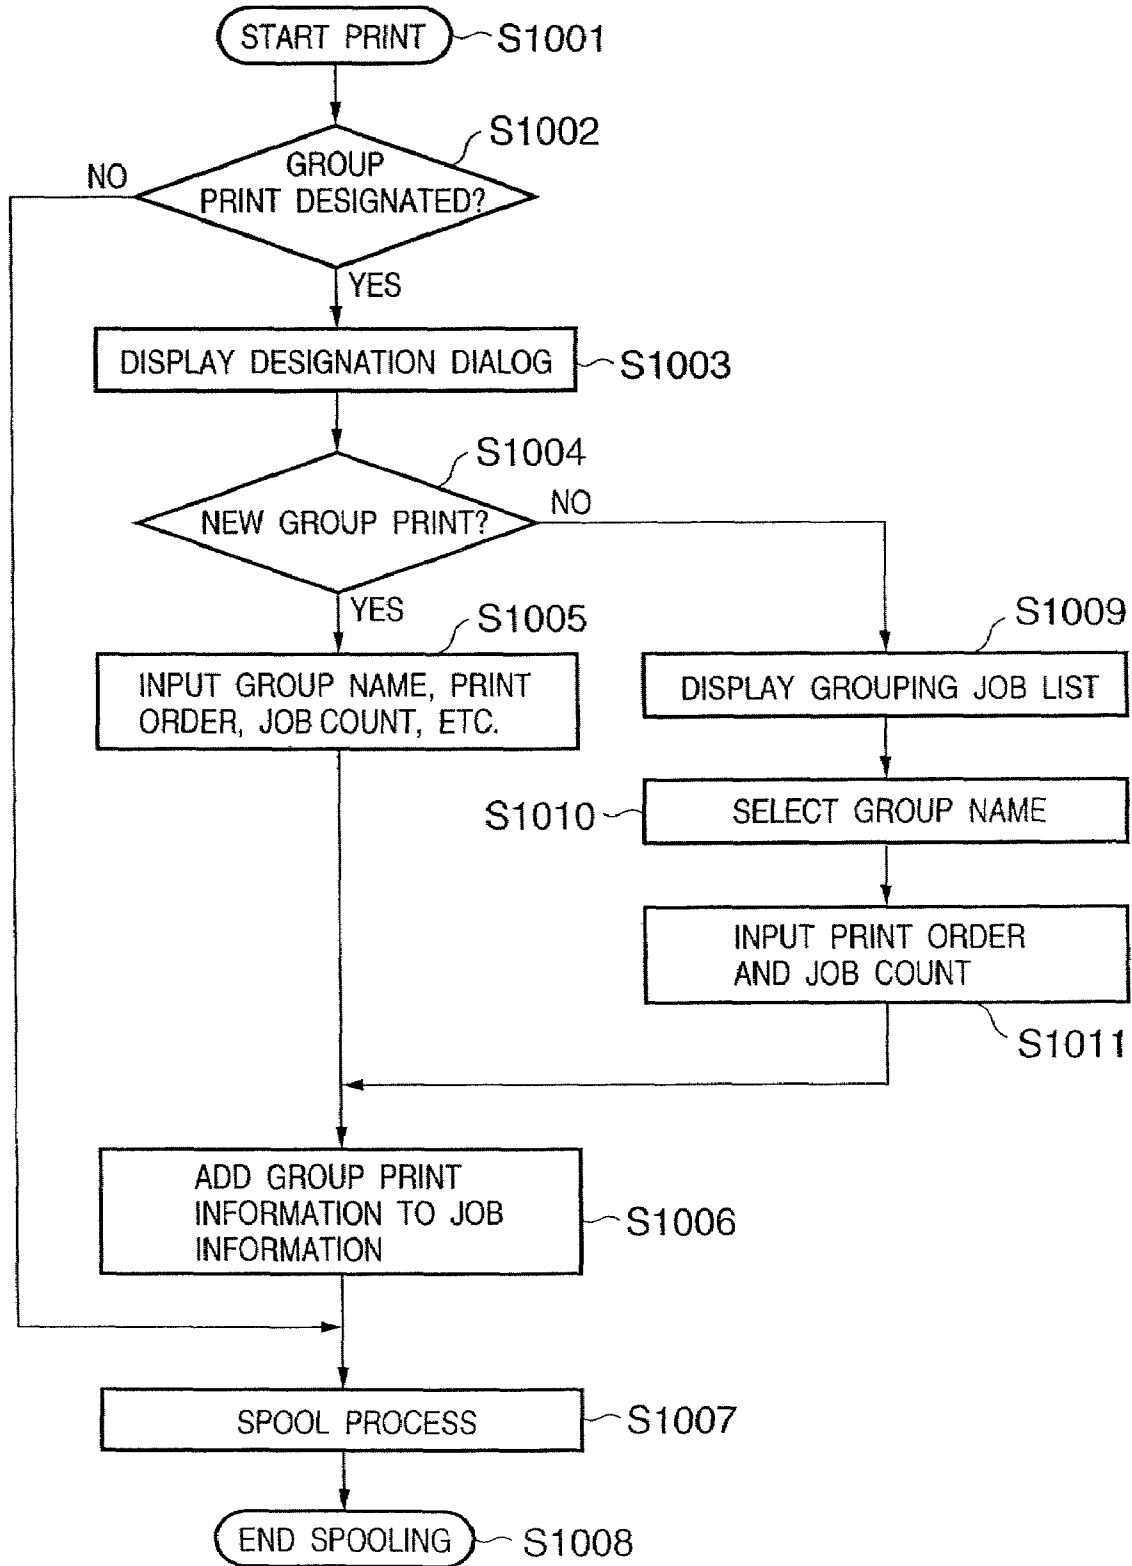 START PRINT
S1001
S1002
GROUP
PRINT DESIGNATED?
NO
YES
DISPLAY DESIGNATION DIALOG
S1003
S1004
NEW GROUP PRINT?
NO
YES
S1005
INPUT GROUP NAME, PRINT
ORDER, JOB COUNT, ETC.
S1009
DISPLAY GROUPING JOB LIST
S1010
SELECT GROUP NAME
INPUT PRINT ORDER
AND JOB COUNT
S1011
ADD GROUP PRINT
INFORMATION TO JOB
INFORMATION
S1006
SPOOL PROCESS
S1007
END SPOOLING
S1008